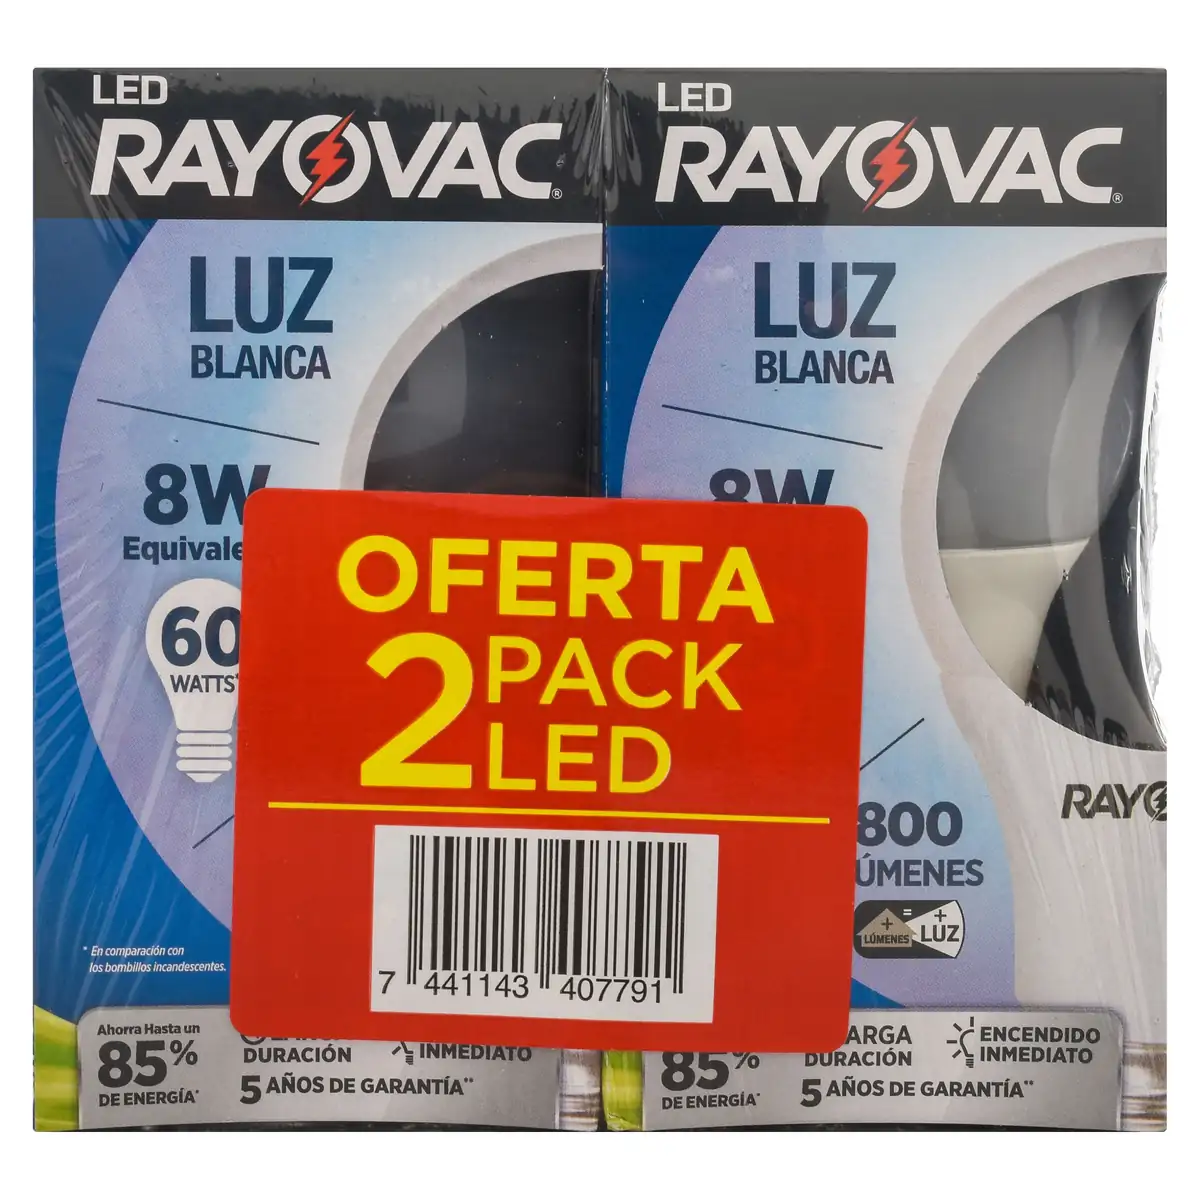 LED
RAYOVAC®
LUZ
BLANCA
8W
60
WATTS*
* En comparación con
los bombillos incandescentes.
Ahorra Hasta un
85%
DE ENERGÍA*
DURACIÓN
INMEDIATO
5 AÑOS DE GARANTÍA**
OFERTA
2 PACK
LED
7 441143 407791
LED
RAYOVAC®
LUZ
BLANCA
8W
800
+ LÚMENES = + LUZ
RAYO
85%
DE ENERGÍA*
DURACIÓN
ENCENDIDO
INMEDIATO
5 AÑOS DE GARANTÍA**